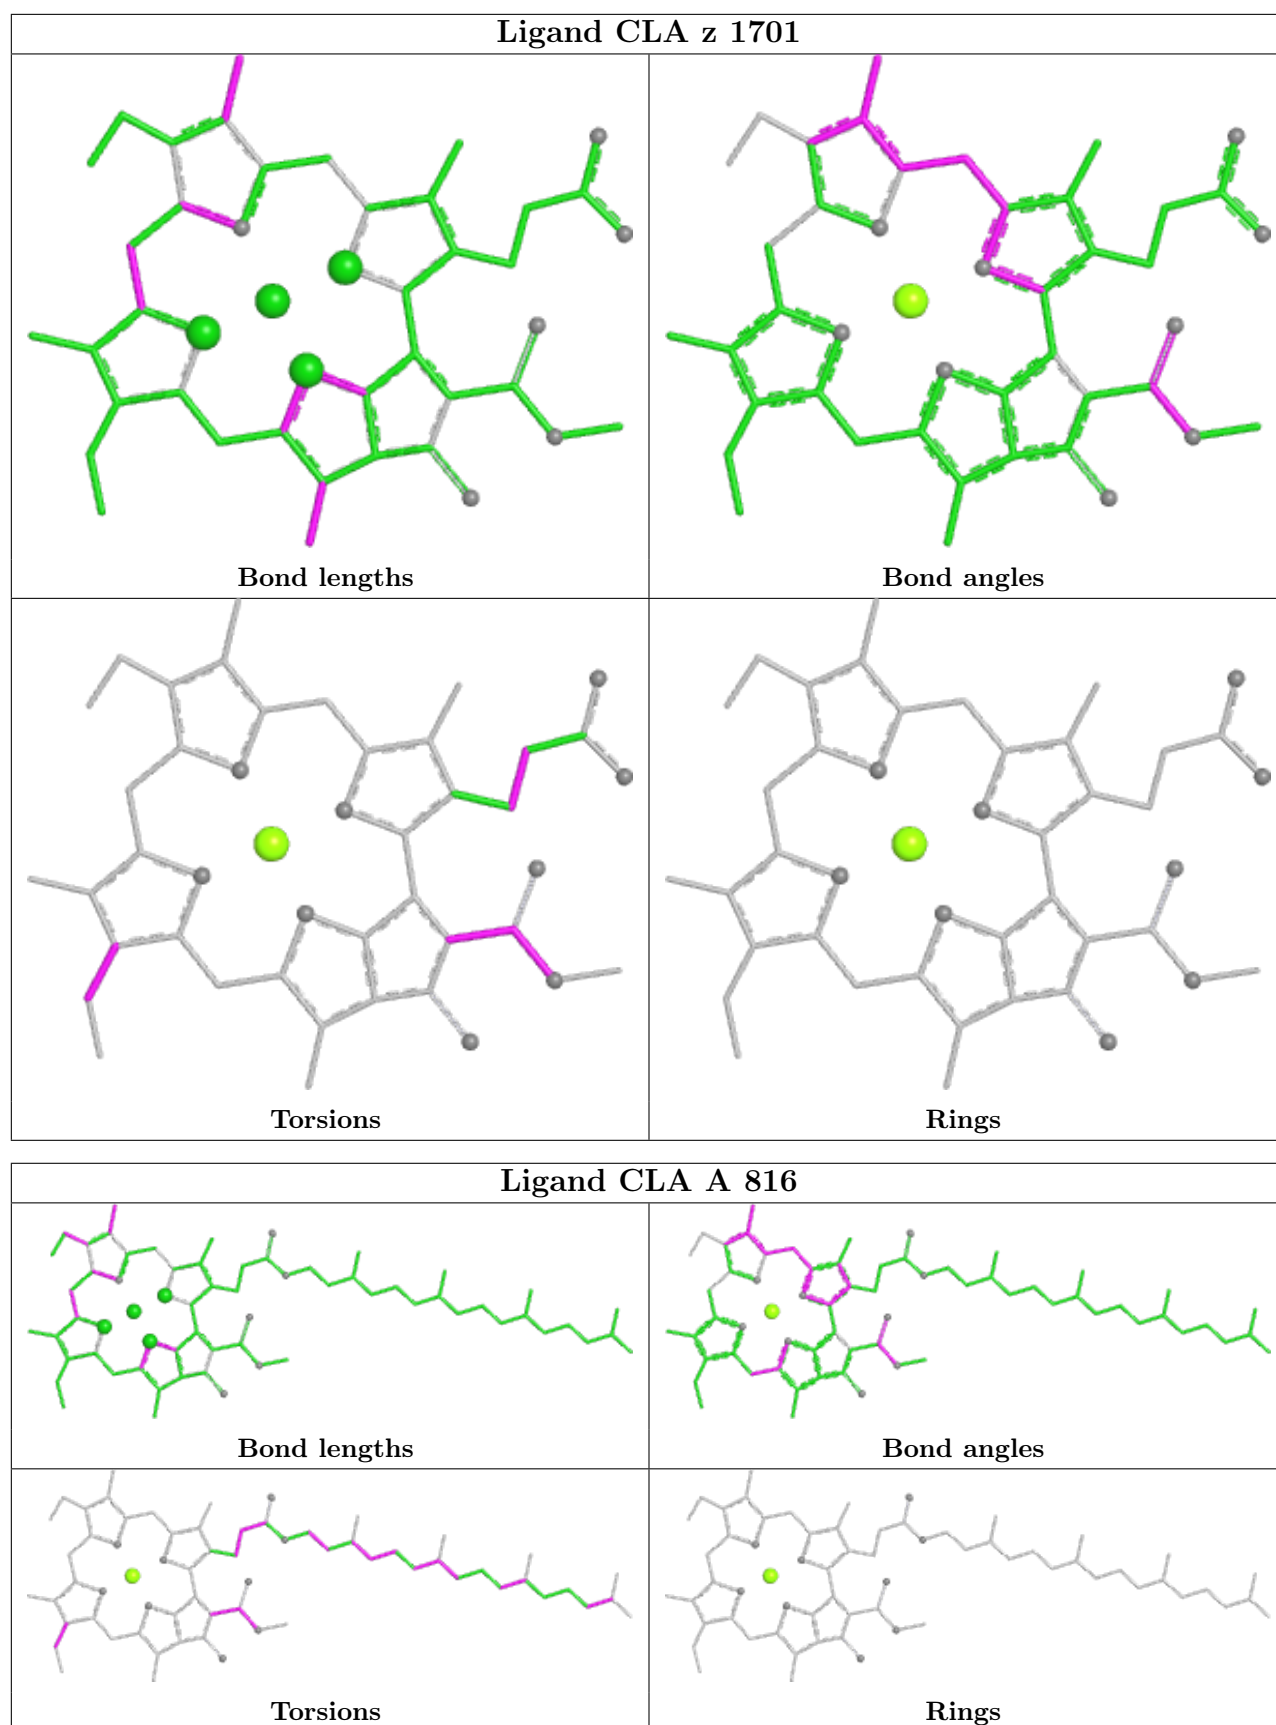 Ligand CLA z 1701
Bond lengths
Bond angles
Torsions
Rings
Ligand CLA A 816
Bond lengths
Bond angles
Torsions
Rings